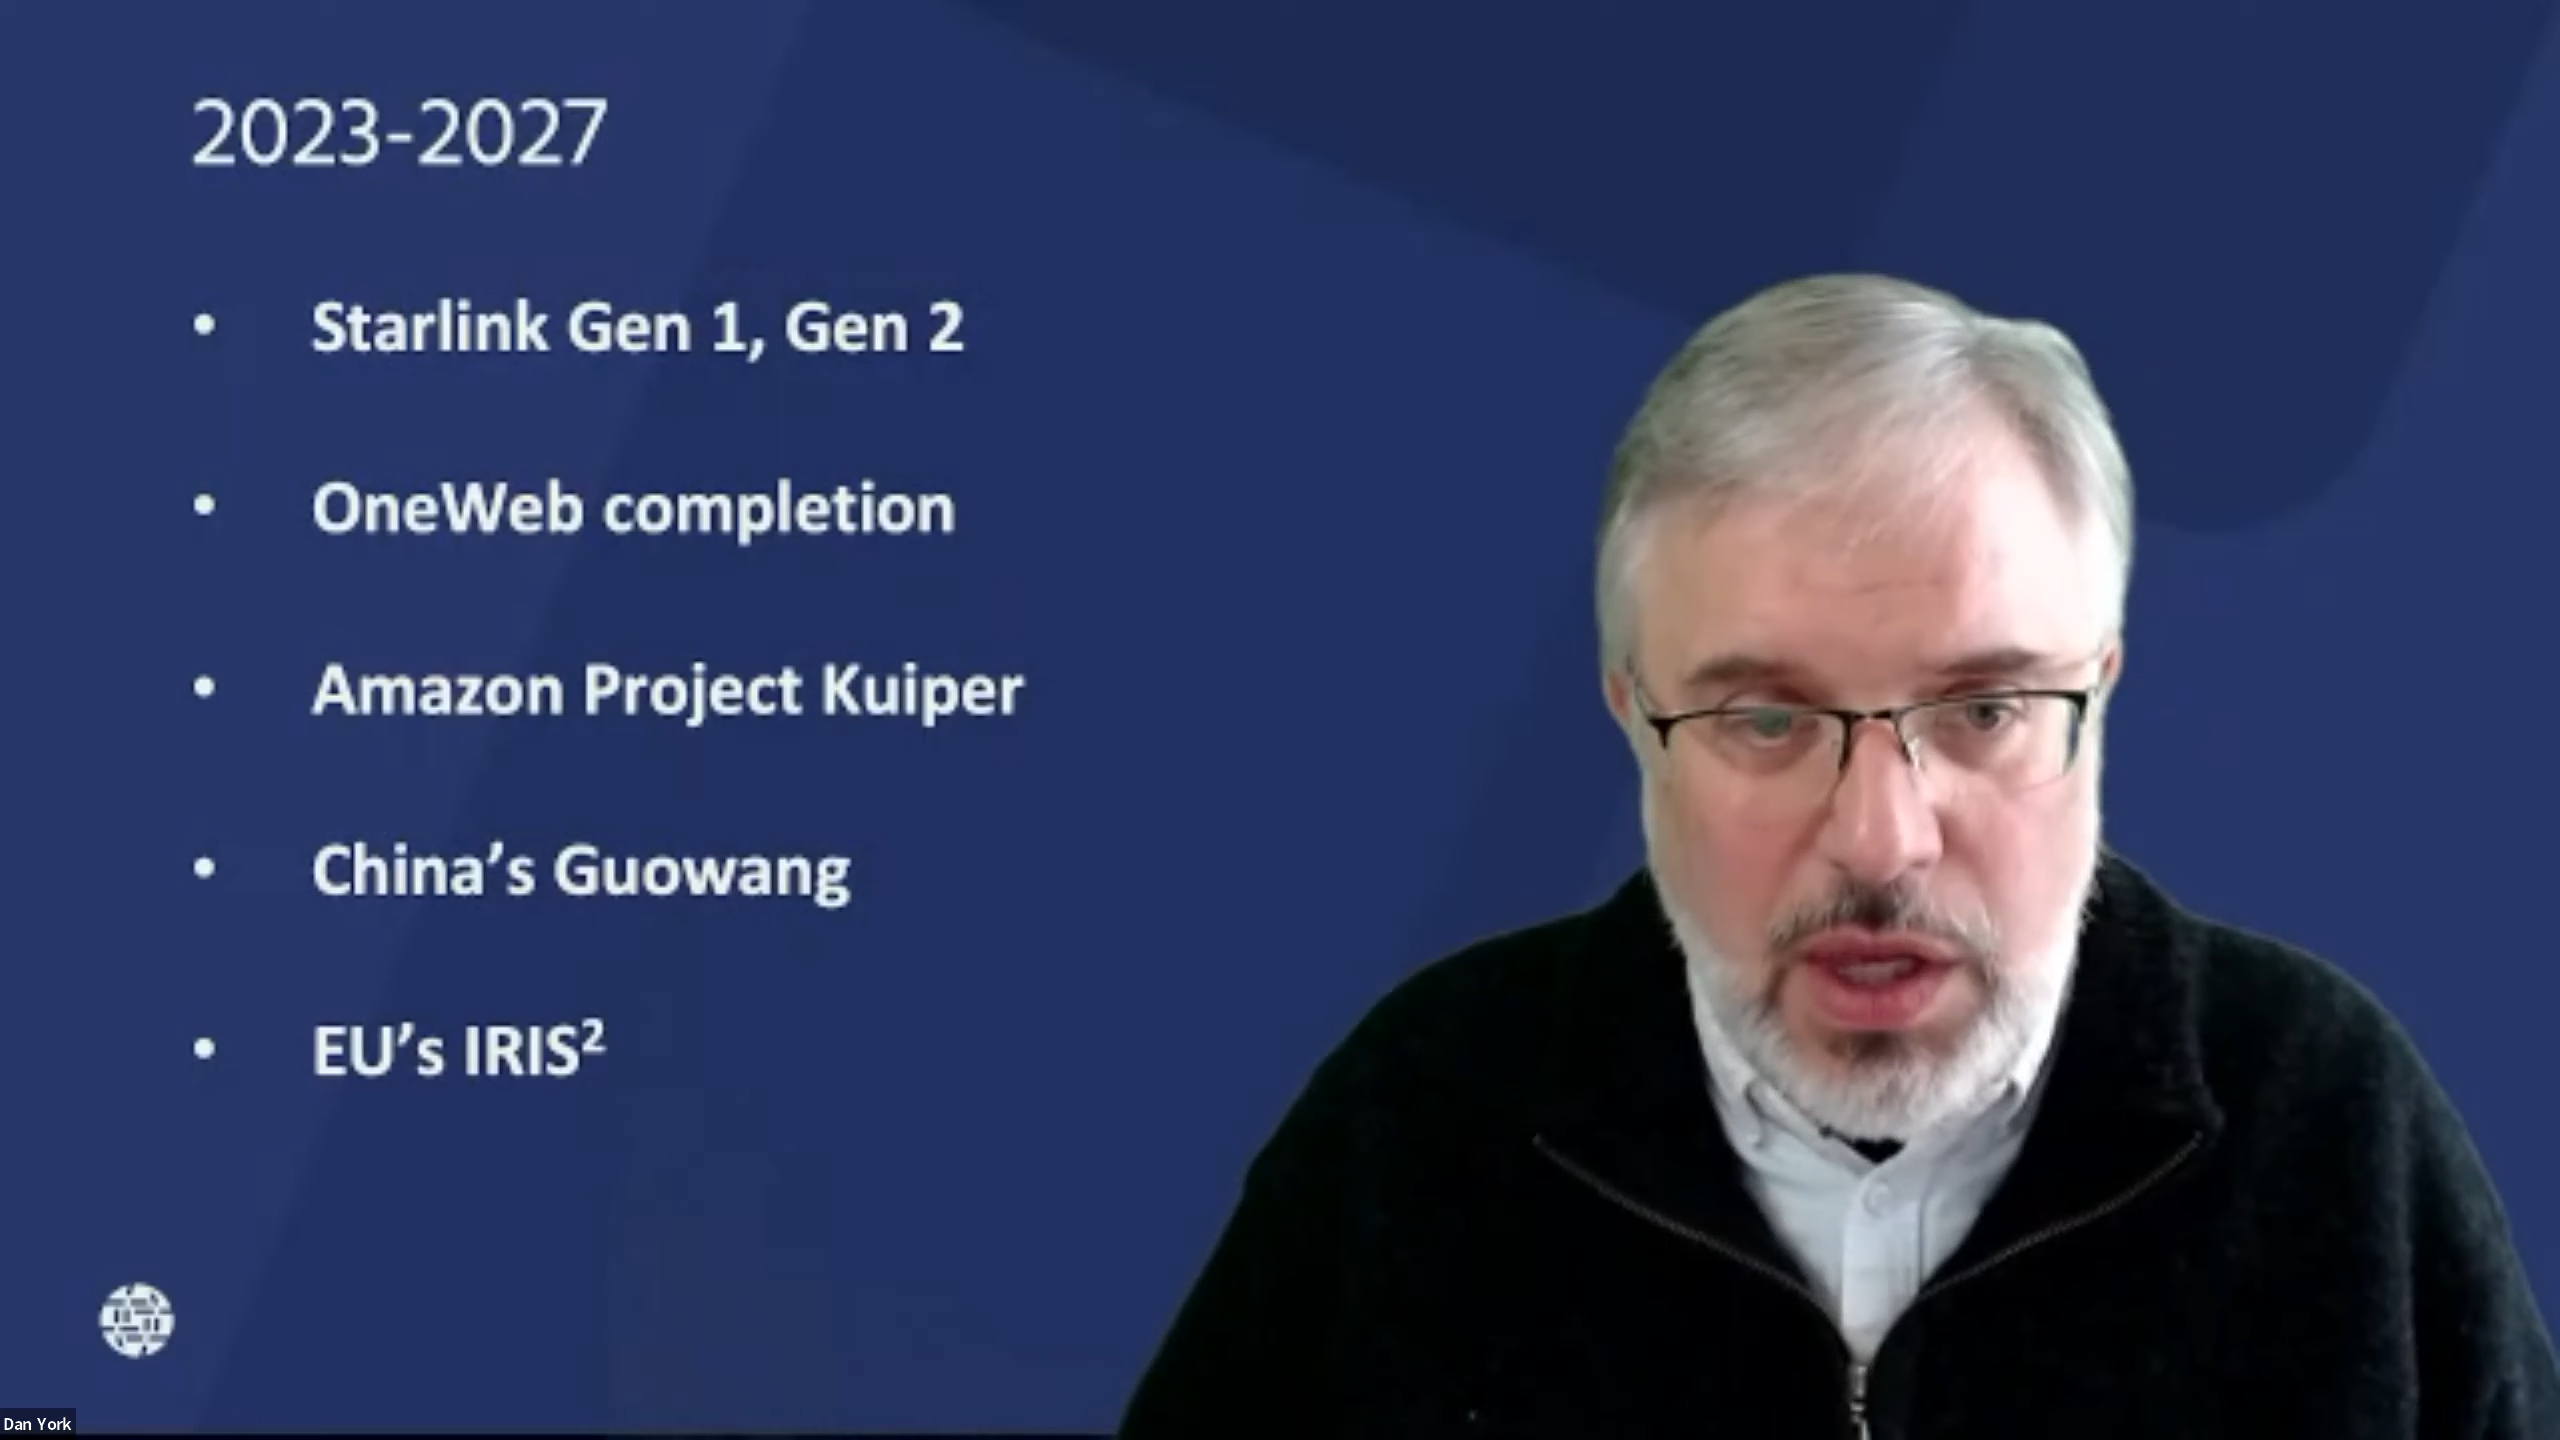 2023-2027
• Starlink Gen 1, Gen 2
• OneWeb completion
• Amazon Project Kuiper
• China’s Guowang
• EU’s IRIS²
Dan York